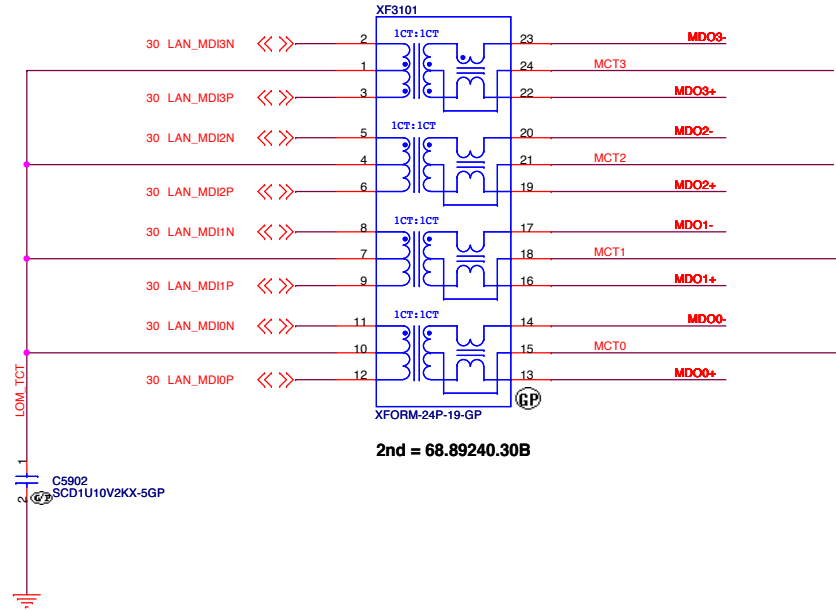 XF3101
30 LAN_MDI3N 2 1CT:1CT 23 MDO3-
1 24 MCT3
30 LAN_MDI3P 3 22 MDO3+
30 LAN_MDI2N 5 1CT:1CT 20 MDO2-
4 21 MCT2
30 LAN_MDI2P 6 19 MDO2+
30 LAN_MDI1N 8 1CT:1CT 17 MDO1-
7 18 MCT1
30 LAN_MDI1P 9 16 MDO1+
30 LAN_MDI0N 11 1CT:1CT 14 MDO0-
10 15 MCT0
30 LAN_MDI0P 12 13 MDO0+
LOM_TCT
GP
XFORM-24P-19-GP
2nd = 68.89240.30B
1
C5902
2 G/P SCD1U10V2KX-5GP